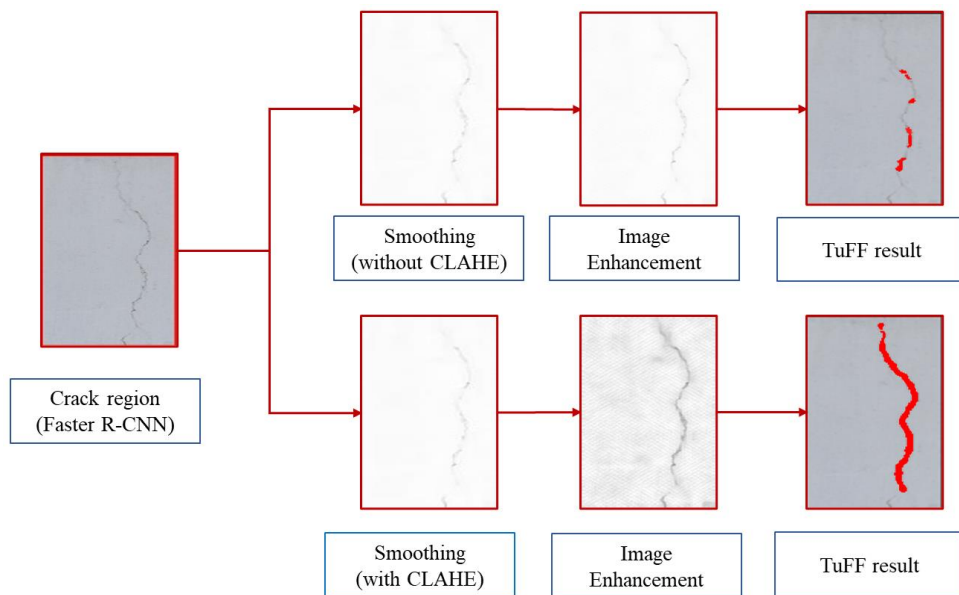 Crack region
(Faster R-CNN)
Smoothing
(without CLAHE)
Image
Enhancement
TuFF result
Smoothing
(with CLAHE)
Image
Enhancement
TuFF result